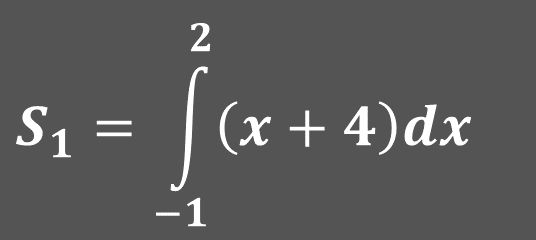 S₁ = ∫₋₁² (x + 4)dx